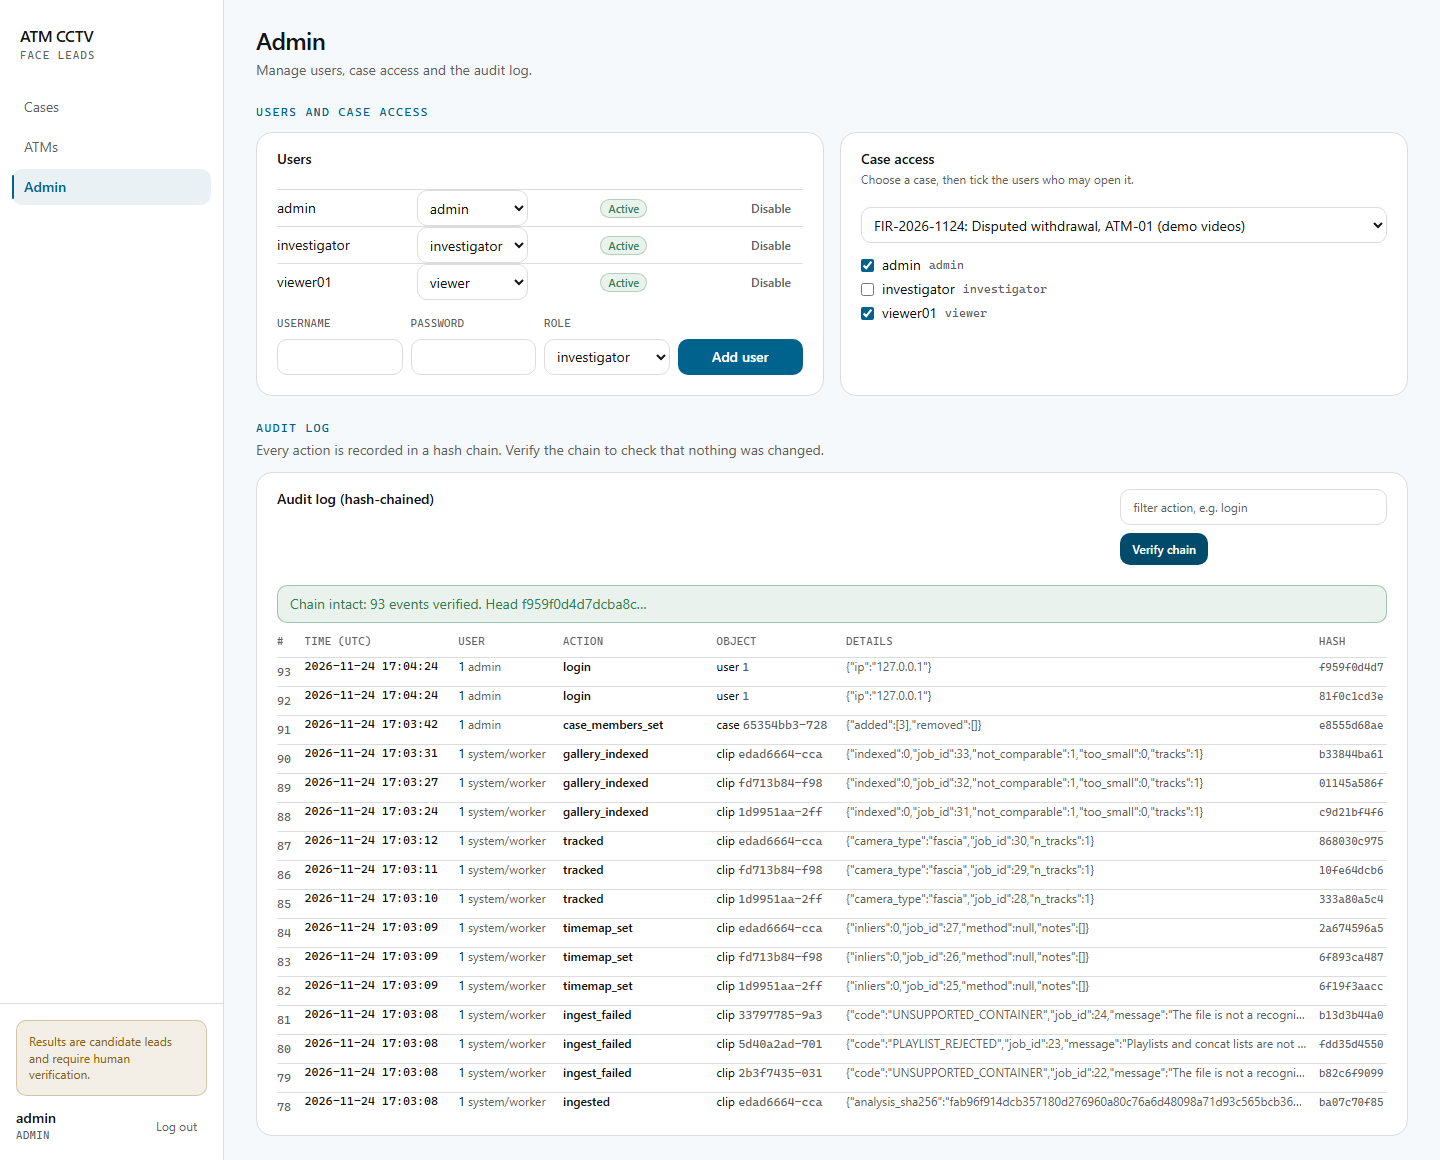 ATM CCTV
FACE LEADS
Cases
ATMs
Admin
Results are candidate leads
and require human
verification.
admin
ADMIN
Log out
Admin
Manage users, case access and the audit log.
USERS AND CASE ACCESS
Users
admin admin Active Disable
investigator investigator Active Disable
viewer01 viewer Active Disable
USERNAME PASSWORD ROLE
investigator Add user
Case access
Choose a case, then tick the users who may open it.
FIR-2026-1124: Disputed withdrawal, ATM-01 (demo videos)
admin admin
investigator investigator
viewer01 viewer
AUDIT LOG
Every action is recorded in a hash chain. Verify the chain to check that nothing was changed.
Audit log (hash-chained)
filter action, e.g. login
Verify chain
Chain intact: 93 events verified. Head f959f0d4d7dcba8c...
# TIME (UTC) USER ACTION OBJECT DETAILS HASH
93 2026-11-24 17:04:24 1 admin login user 1 {"ip":"127.0.0.1"} f959f0d4d7
92 2026-11-24 17:04:24 1 admin login user 1 {"ip":"127.0.0.1"} 81f0c1cd3e
91 2026-11-24 17:03:42 1 admin case_members_set case 65354bb3-728 {"added":[3],"removed":[]} e8555d68ae
90 2026-11-24 17:03:31 1 system/worker gallery_indexed clip edad6664-cca {"indexed":0,"job_id":33,"not_comparable":1,"too_small":0,"tracks":1} b33844ba61
89 2026-11-24 17:03:27 1 system/worker gallery_indexed clip fd713b84-f98 {"indexed":0,"job_id":32,"not_comparable":1,"too_small":0,"tracks":1} 01145a586f
88 2026-11-24 17:03:24 1 system/worker gallery_indexed clip 1d9951aa-2ff {"indexed":0,"job_id":31,"not_comparable":1,"too_small":0,"tracks":1} c9d21bf4f6
87 2026-11-24 17:03:12 1 system/worker tracked clip edad6664-cca {"camera_type":"fascia","job_id":30,"n_tracks":1} 868030c975
86 2026-11-24 17:03:11 1 system/worker tracked clip fd713b84-f98 {"camera_type":"fascia","job_id":29,"n_tracks":1} 10fe64dcb6
85 2026-11-24 17:03:10 1 system/worker tracked clip 1d9951aa-2ff {"camera_type":"fascia","job_id":28,"n_tracks":1} 333a80a5c4
84 2026-11-24 17:03:09 1 system/worker timemap_set clip edad6664-cca {"inliers":0,"job_id":27,"method":null,"notes":[]} 2a674596a5
83 2026-11-24 17:03:09 1 system/worker timemap_set clip fd713b84-f98 {"inliers":0,"job_id":26,"method":null,"notes":[]} 6f893ca487
82 2026-11-24 17:03:09 1 system/worker timemap_set clip 1d9951aa-2ff {"inliers":0,"job_id":25,"method":null,"notes":[]} 6f19f3aacc
81 2026-11-24 17:03:08 1 system/worker ingest_failed clip 33797785-9a3 {"code":"UNSUPPORTED_CONTAINER","job_id":24,"message":"The file is not a recogni... b13d3b44a0
80 2026-11-24 17:03:08 1 system/worker ingest_failed clip 5d40a2ad-701 {"code":"PLAYLIST_REJECTED","job_id":23,"message":"Playlists and concat lists are not ... fdd35d4550
79 2026-11-24 17:03:08 1 system/worker ingest_failed clip 2b3f7435-031 {"code":"UNSUPPORTED_CONTAINER","job_id":22,"message":"The file is not a recogni... b82c6f9099
78 2026-11-24 17:03:08 1 system/worker ingested clip edad6664-cca {"analysis_sha256":"fab96f914dcb357180d276960a80c76a6d48098a71d93c565bcb36... ba07c70f85